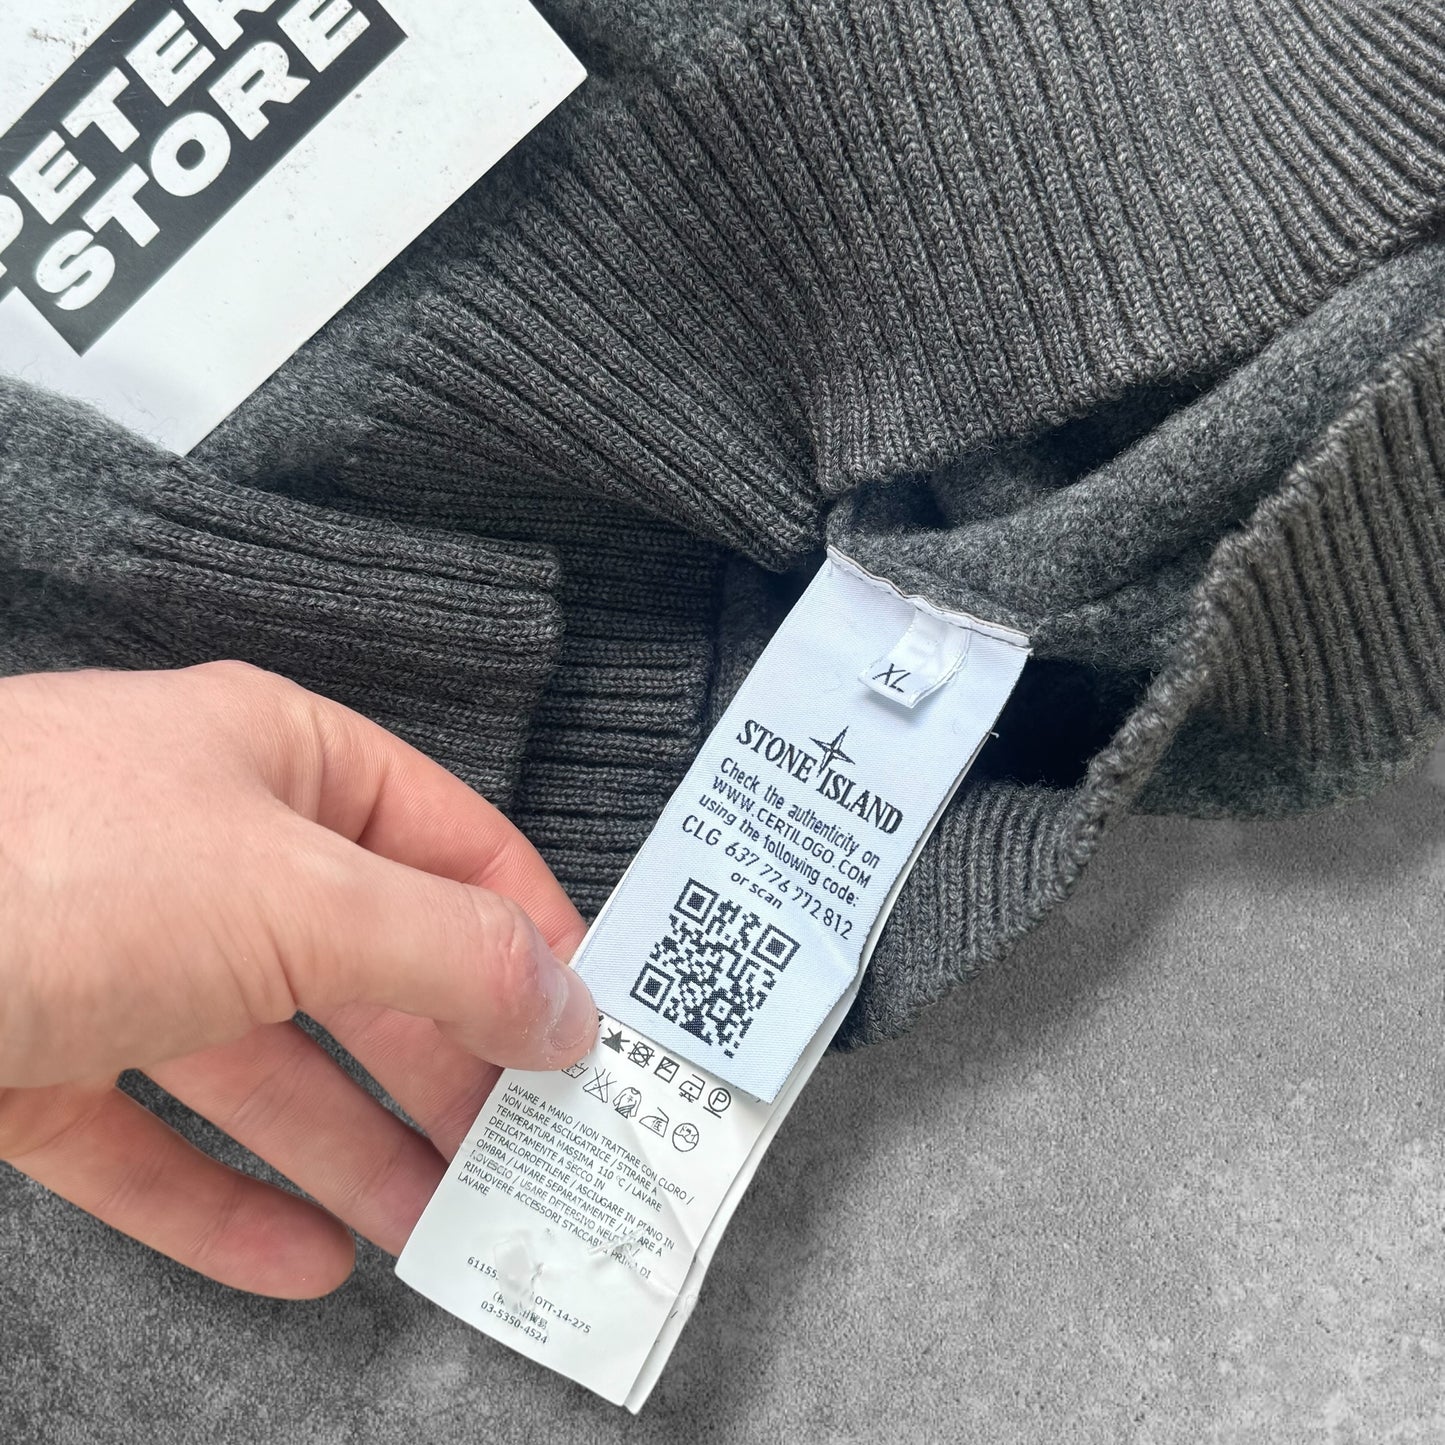 PETER
STORE
XL
STONE ISLAND
Check the authenticity on
WWW.CERTILOGO.COM
using the following code:
CLG 637 776 772 812
or scan
LAVARE A MANO / NON TRATTARE CON CLORO /
NON USARE ASCIUGATRICE / STIRARE A
TEMPERATURA MASSIMA 110 °C / LAVARE
DELICATAMENTE A SECCO IN
TETRACLOROETILENE / ASCIUGARE IN PIANO IN
OMBRA / LAVARE SEPARATAMENTE / LAVARE A
ROVESCIO / USARE DETERSIVO NEUTRO /
RIMUOVERE ACCESSORI STACCABILI PRIMA DI
LAVARE
OTT-14-275
03-5350-4524